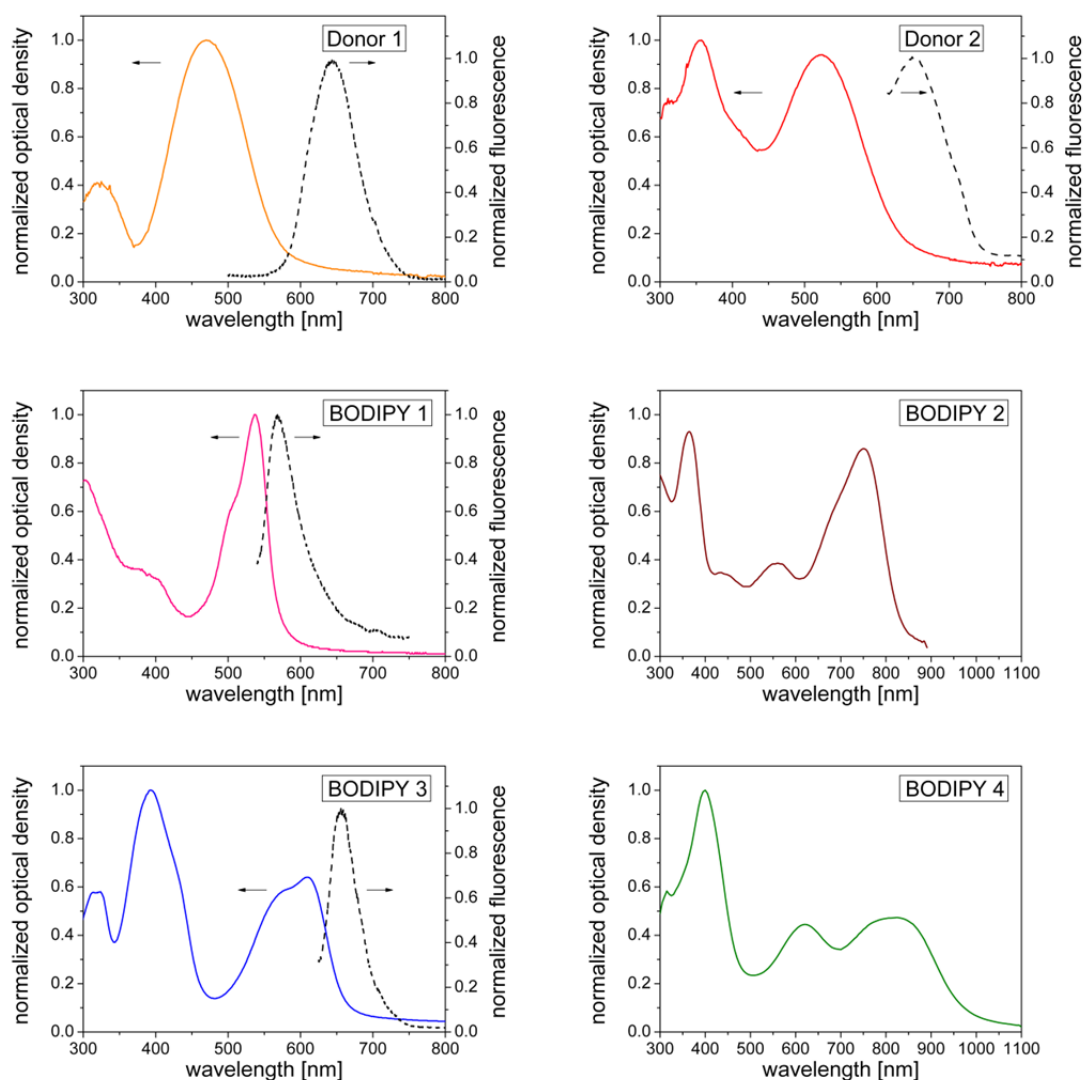 Donor 1
normalized optical density
1.0
0.8
0.6
0.4
0.2
0.0
300 400 500 600 700 800
wavelength [nm]
1.0
0.8
0.6
0.4
0.2
0.0
normalized fluorescence
Donor 2
normalized optical density
1.0
0.8
0.6
0.4
0.2
0.0
300 400 500 600 700 800
wavelength [nm]
1.0
0.8
0.6
0.4
0.2
0.0
normalized fluorescence
BODIPY 1
normalized optical density
1.0
0.8
0.6
0.4
0.2
0.0
300 400 500 600 700 800
wavelength [nm]
1.0
0.8
0.6
0.4
0.2
0.0
normalized fluorescence
BODIPY 2
normalized optical density
1.0
0.8
0.6
0.4
0.2
0.0
300 400 500 600 700 800 900 1000 1100
wavelength [nm]
BODIPY 3
normalized optical density
1.0
0.8
0.6
0.4
0.2
0.0
300 400 500 600 700 800
wavelength [nm]
1.0
0.8
0.6
0.4
0.2
0.0
normalized fluorescence
BODIPY 4
normalized optical density
1.0
0.8
0.6
0.4
0.2
0.0
300 400 500 600 700 800 900 1000 1100
wavelength [nm]